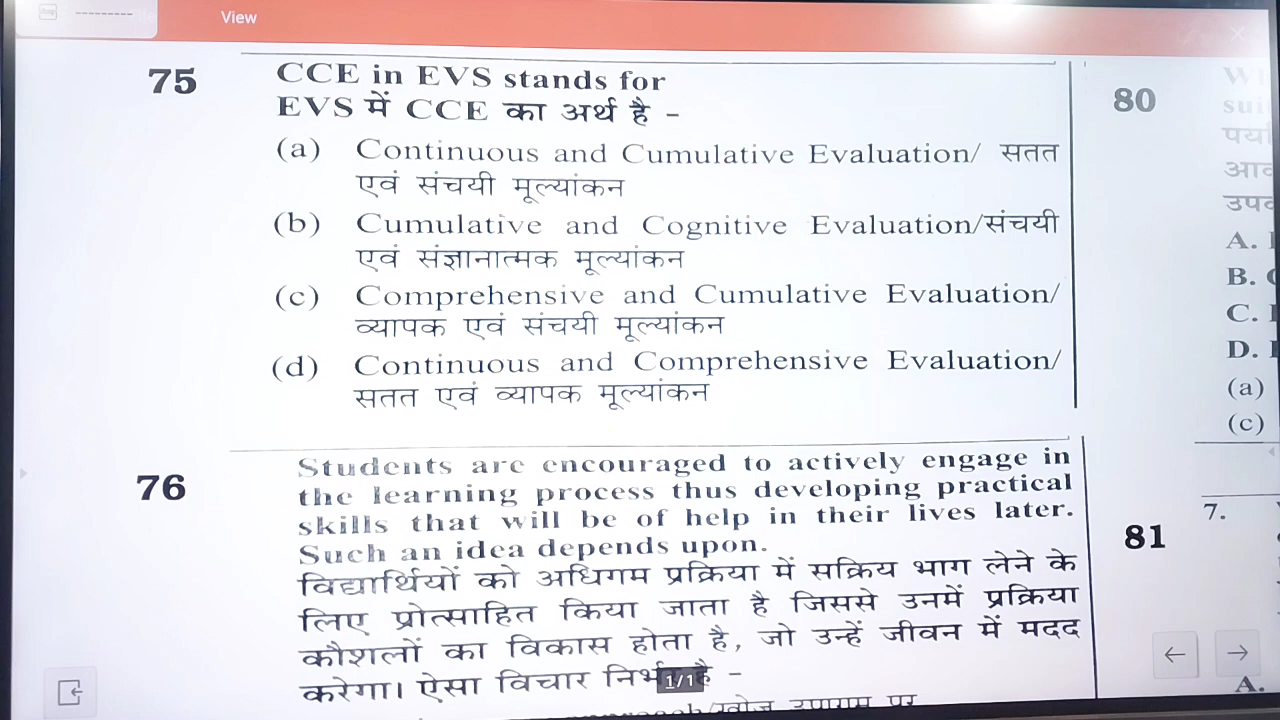 View
75
CCE in EVS stands for
EVS में CCE का अर्थ है -
(a) Continuous and Cumulative Evaluation/ सतत
एवं संचयी मूल्यांकन
(b) Cumulative and Cognitive Evaluation/संचयी
एवं संज्ञानात्मक मूल्यांकन
(c) Comprehensive and Cumulative Evaluation/
व्यापक एवं संचयी मूल्यांकन
(d) Continuous and Comprehensive Evaluation/
सतत एवं व्यापक मूल्यांकन
76
Students are encouraged to actively engage in
the learning process thus developing practical
skills that will be of help in their lives later.
Such an idea depends upon.
विद्यार्थियों को अधिगम प्रक्रिया में सक्रिय भाग लेने के
लिए प्रोत्साहित किया जाता है जिससे उनमें प्रक्रिया
कौशलों का विकास होता है, जो उन्हें जीवन में मदद
करेगा। ऐसा विचार है -
1/1
उपागम पर
80
A.
B.
C.
D.
(a)
(c)
7.
81
A.